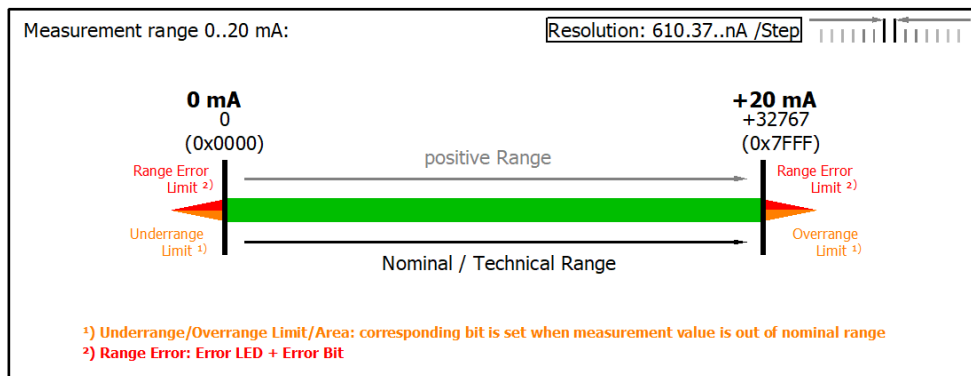 Measurement range 0..20 mA:
Resolution: 610.37..nA /Step
0 mA
0
(0x0000)
+20 mA
+32767
(0x7FFF)
positive Range
Range Error
Limit ²⁾
Range Error
Limit ²⁾
Underrange
Limit ¹⁾
Overrange
Limit ¹⁾
Nominal / Technical Range
¹) Underrange/Overrange Limit/Area: corresponding bit is set when measurement value is out of nominal range
²) Range Error: Error LED + Error Bit